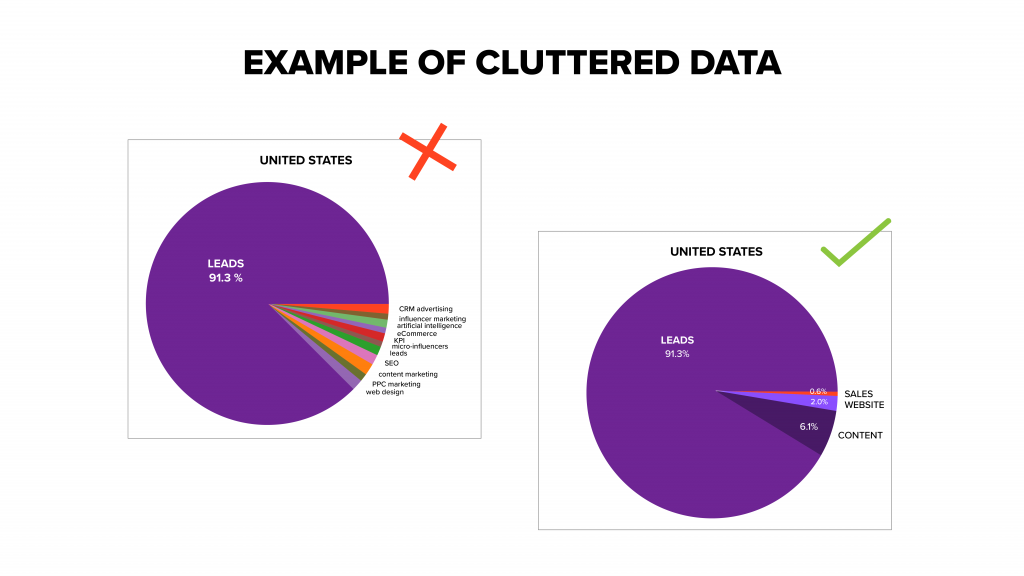 EXAMPLE OF CLUTTERED DATA
UNITED STATES
LEADS
91.3 %
CRM advertising
influencer marketing
artificial intelligence
eCommerce
KPI
micro-influencers
leads
SEO
content marketing
PPC marketing
web design
UNITED STATES
LEADS
91.3%
0.6%
SALES
2.0%
WEBSITE
6.1%
CONTENT